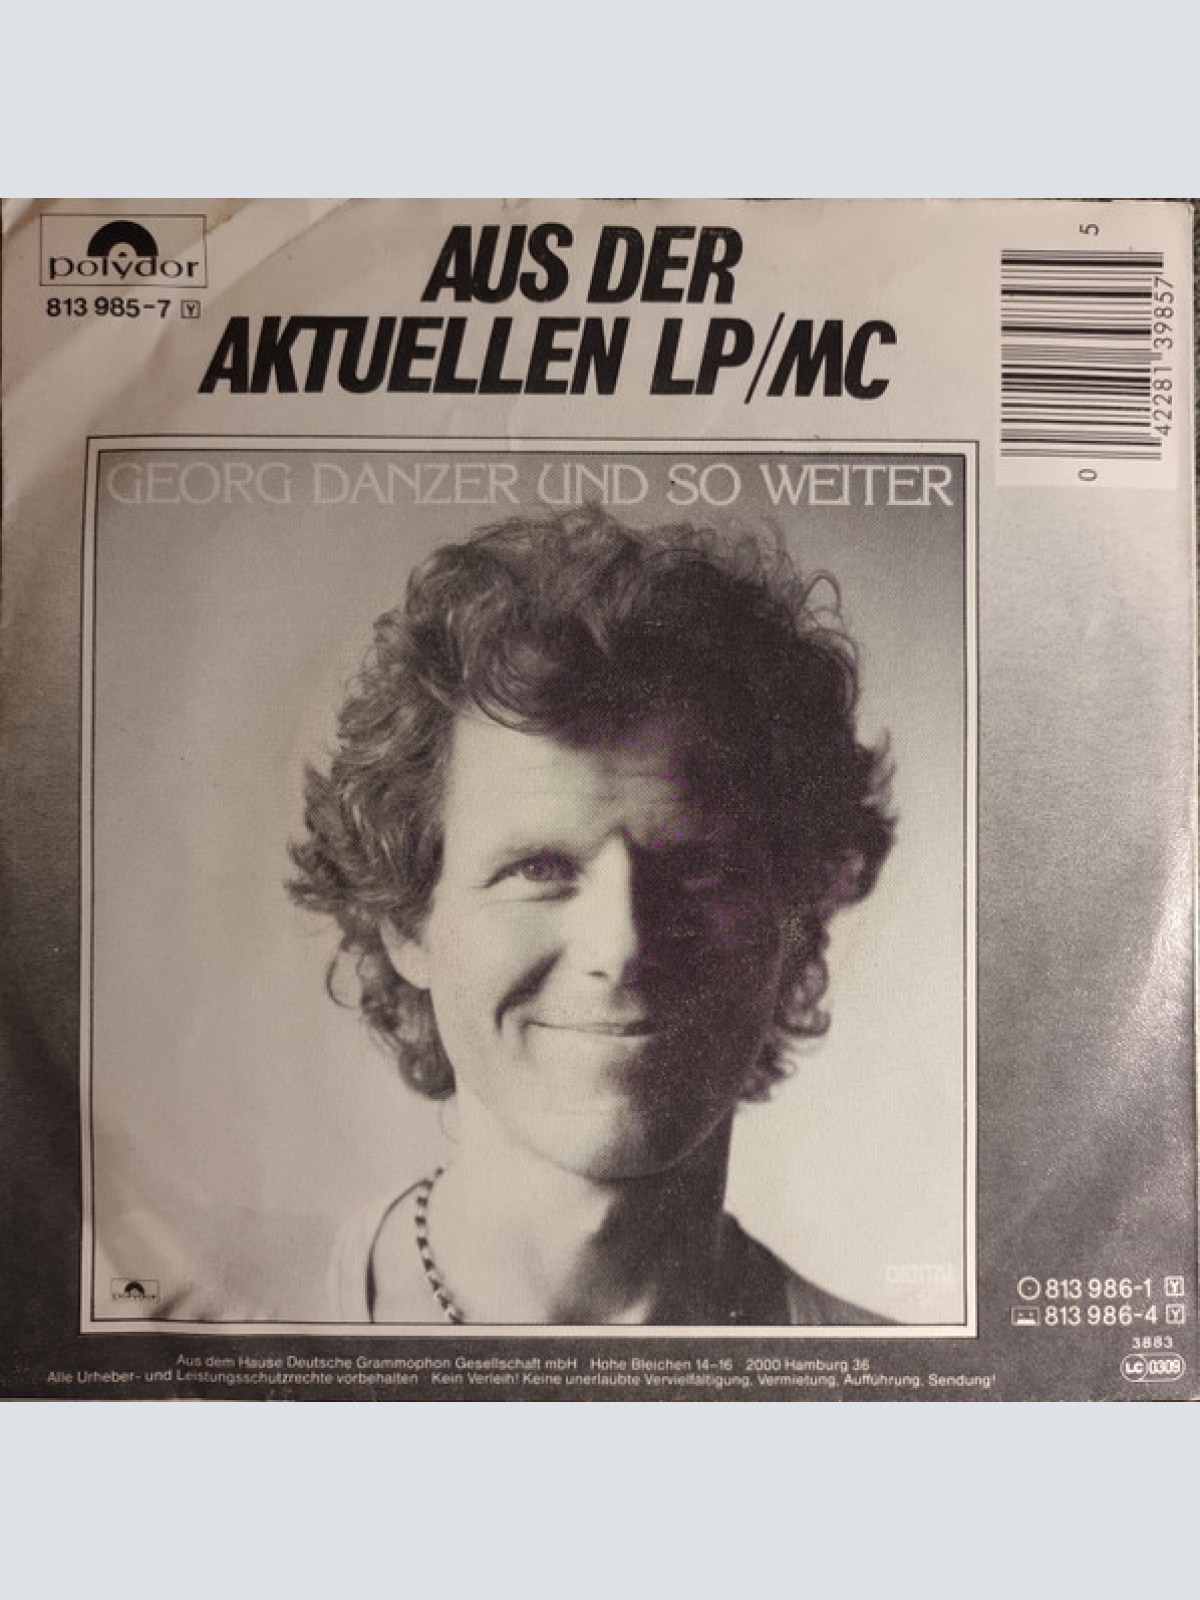 polydor
813 985-7 Y
AUS DER
AKTUELLEN LP/MC
5
42281 39857
0
GEORG DANZER UND SO WEITER
polydor
DIGITAL
813 986-1 Y
813 986-4 Y
3883
LC 0309
Aus dem Hause Deutsche Grammophon Gesellschaft mbH Hohe Bleichen 14-16 2000 Hamburg 36
Alle Urheber- und Leistungsschutzrechte vorbehalten Kein Verleih! Keine unerlaubte Vervielfältigung, Vermietung, Aufführung, Sendung!